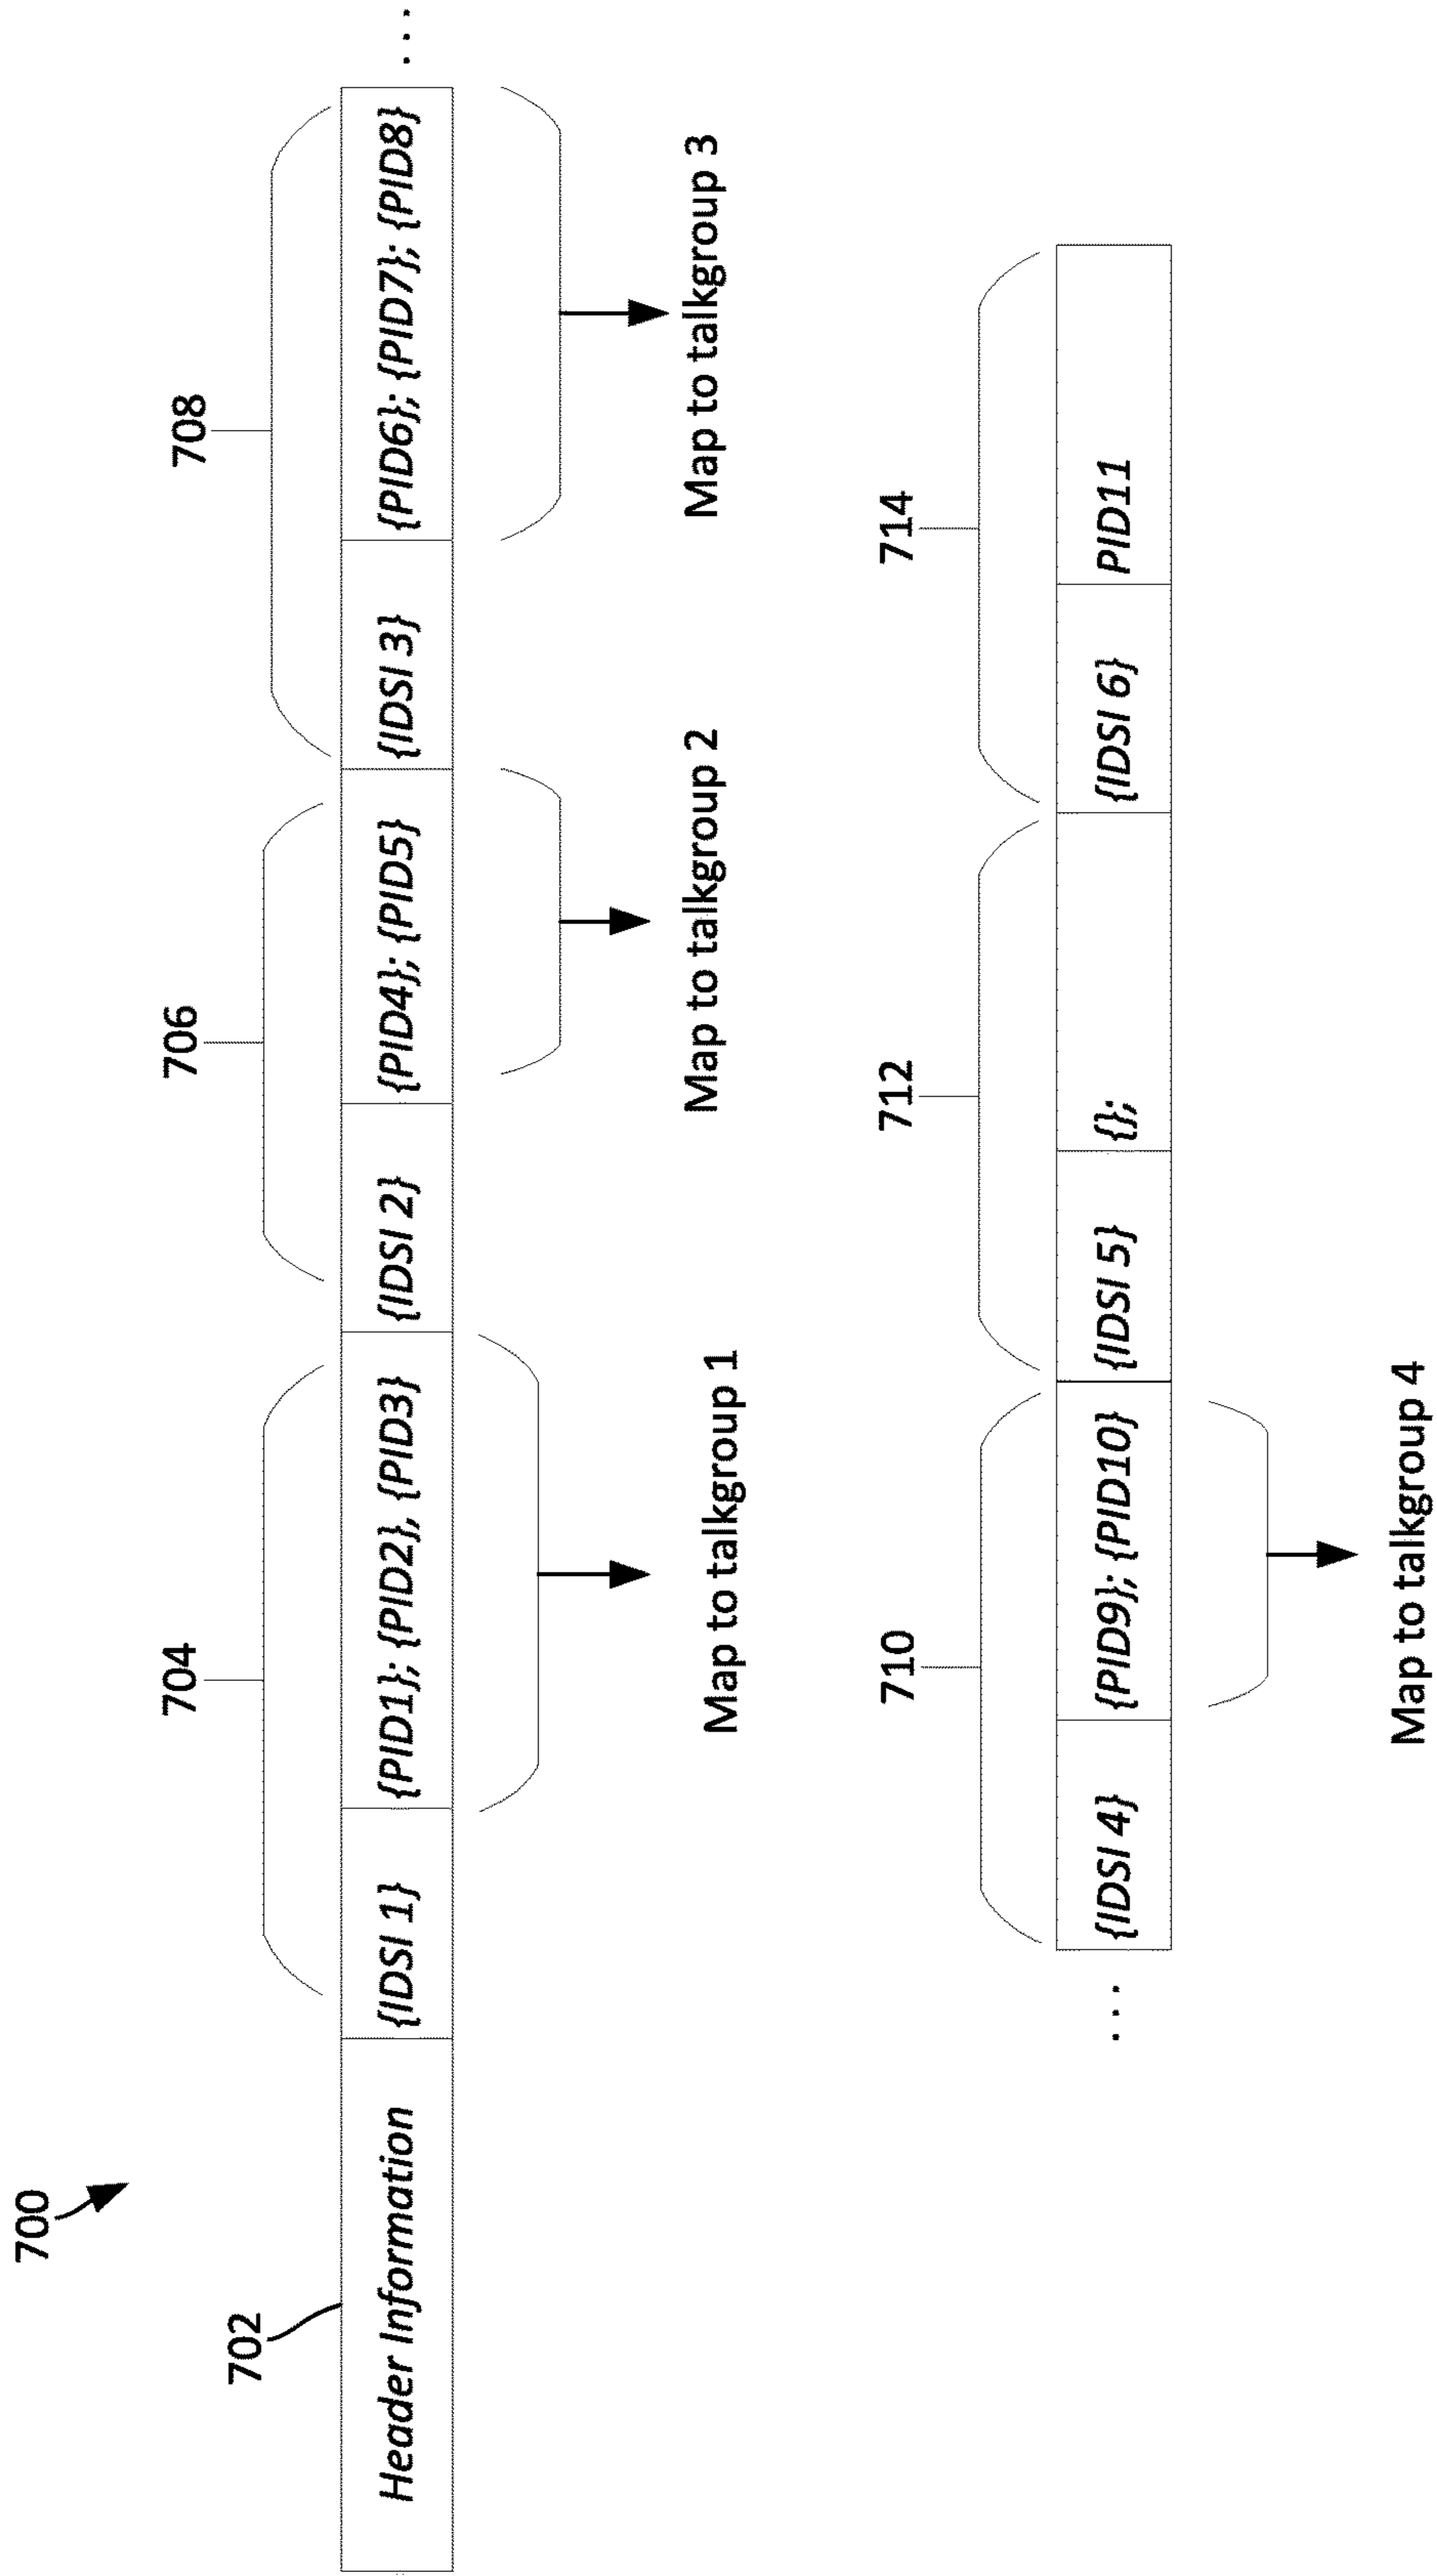 700
702
704
706
708
Header Information {IDSI 1} {PID1}; {PID2}, {PID3} {IDSI 2} {PID4}; {PID5} {IDSI 3} {PID6}; {PID7}; {PID8} ...
Map to talkgroup 1
Map to talkgroup 2
Map to talkgroup 3
710
712
714
... {IDSI 4} {PID9}; {PID10} {IDSI 5} {}; {IDSI 6} PID11
Map to talkgroup 4